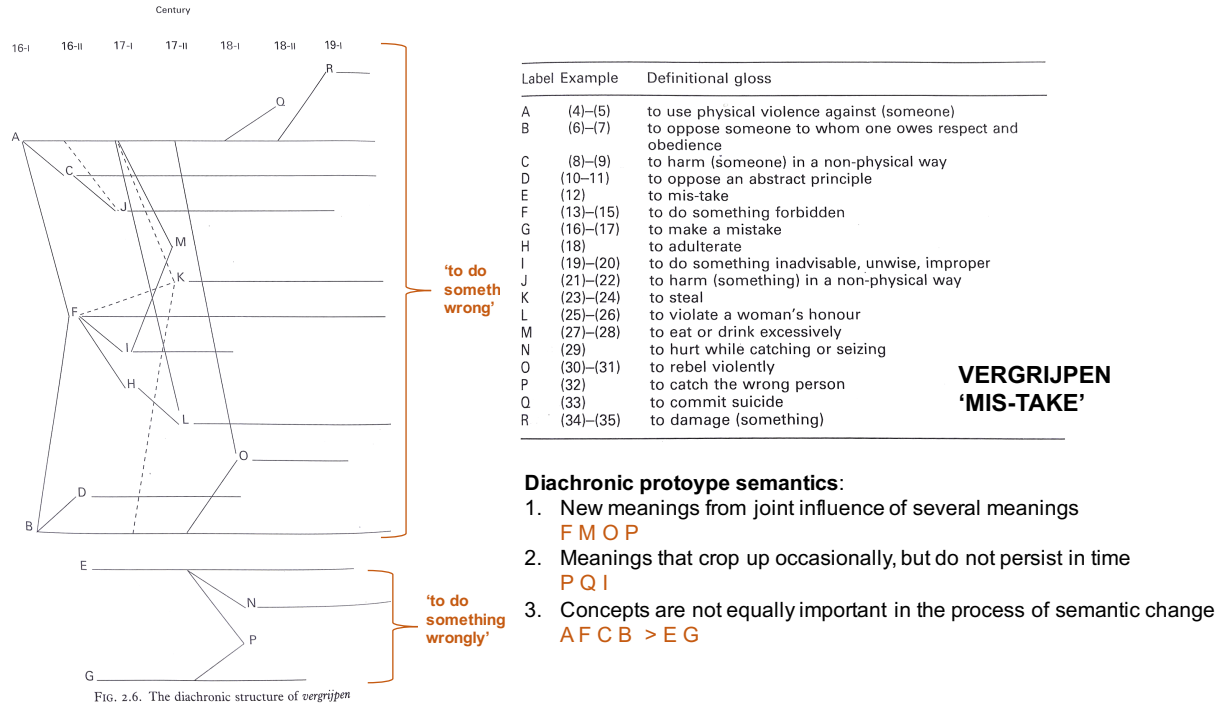 Century
16-I 16-II 17-I 17-II 18-I 18-II 19-I
R
Q
A
C
J
M
K
F
I
H
L
O
D
B
E
N
P
G
'to do
someth
wrong'
'to do
something
wrongly'
FIG. 2.6. The diachronic structure of vergrijpen
Label Example Definitional gloss
A (4)–(5) to use physical violence against (someone)
B (6)–(7) to oppose someone to whom one owes respect and
obedience
C (8)–(9) to harm (someone) in a non-physical way
D (10–11) to oppose an abstract principle
E (12) to mis-take
F (13)–(15) to do something forbidden
G (16)–(17) to make a mistake
H (18) to adulterate
I (19)–(20) to do something inadvisable, unwise, improper
J (21)–(22) to harm (something) in a non-physical way
K (23)–(24) to steal
L (25)–(26) to violate a woman's honour
M (27)–(28) to eat or drink excessively
N (29) to hurt while catching or seizing
O (30)–(31) to rebel violently
P (32) to catch the wrong person
Q (33) to commit suicide
R (34)–(35) to damage (something)
VERGRIJPEN
'MIS-TAKE'
Diachronic protoype semantics:
1. New meanings from joint influence of several meanings
F M O P
2. Meanings that crop up occasionally, but do not persist in time
P Q I
3. Concepts are not equally important in the process of semantic change
A F C B > E G